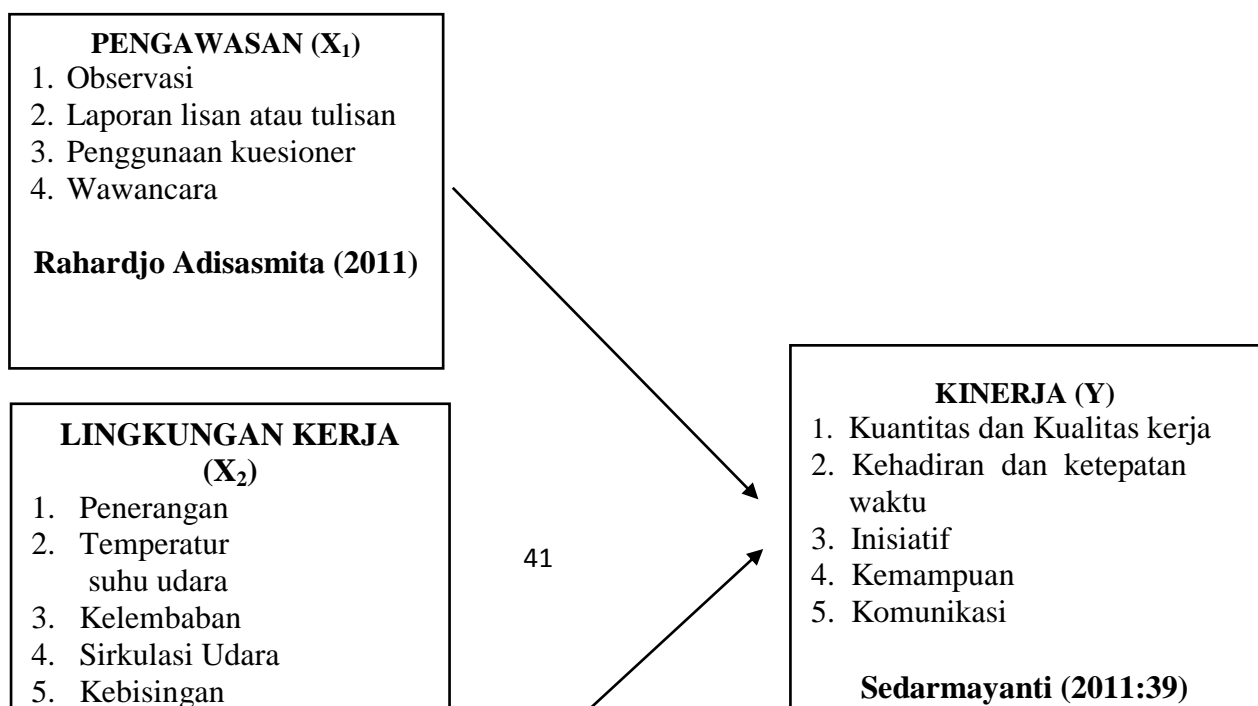 PENGAWASAN (X₁)
1. Observasi
2. Laporan lisan atau tulisan
3. Penggunaan kuesioner
4. Wawancara
Rahardjo Adisasmita (2011)
LINGKUNGAN KERJA
(X₂)
1. Penerangan
2. Temperatur
suhu udara
3. Kelembaban
4. Sirkulasi Udara
5. Kebisingan
41
KINERJA (Y)
1. Kuantitas dan Kualitas kerja
2. Kehadiran dan ketepatan
waktu
3. Inisiatif
4. Kemampuan
5. Komunikasi
Sedarmayanti (2011:39)